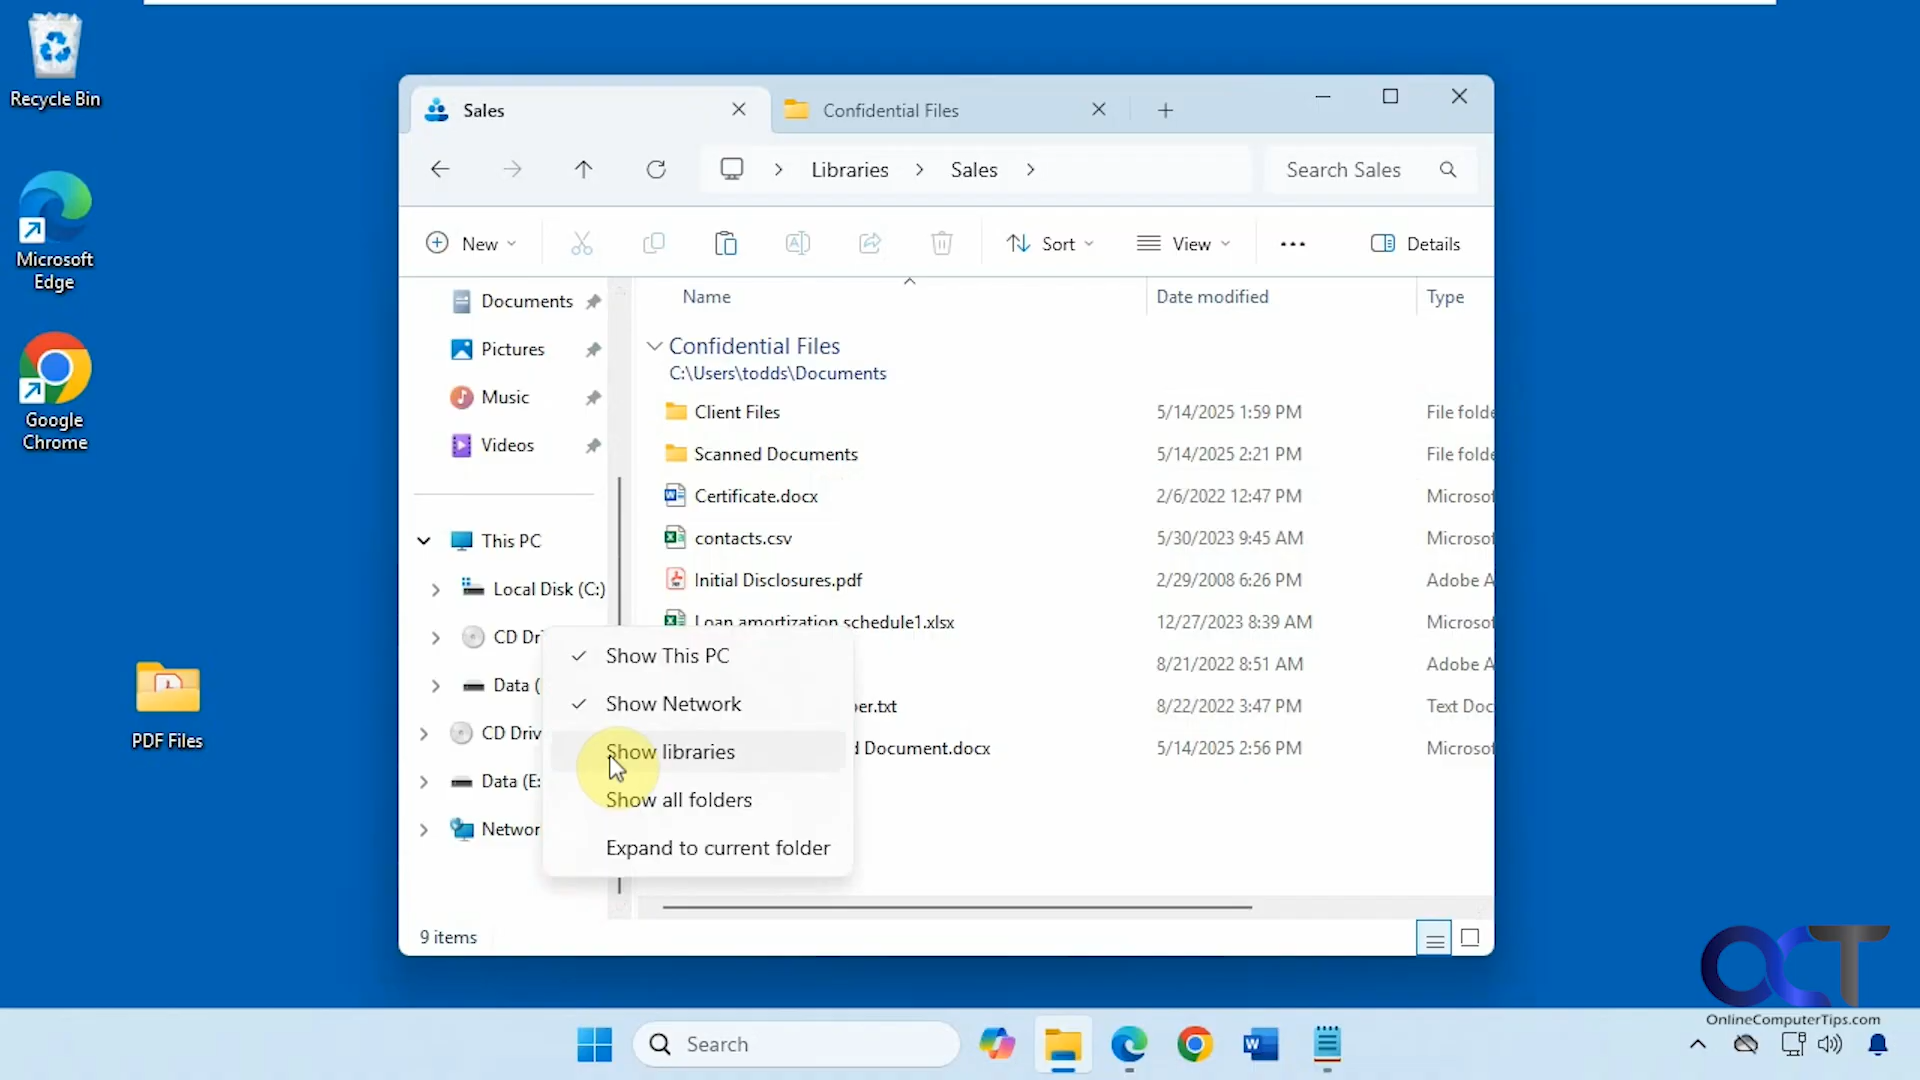 Recycle Bin
Microsoft
Edge
Google
Chrome
PDF Files
Sales
Confidential Files
Libraries
Sales
Search Sales
New
Sort
View
Details
Documents
Pictures
Music
Videos
This PC
Local Disk (C:)
CD Dri
Data (
CD Driv
Data (E:
Networ
Name
Date modified
Type
Confidential Files
C:\Users\todds\Documents
Client Files
5/14/2025 1:59 PM
File folde
Scanned Documents
5/14/2025 2:21 PM
File folde
Certificate.docx
2/6/2022 12:47 PM
Microsof
contacts.csv
5/30/2023 9:45 AM
Microsof
Initial Disclosures.pdf
2/29/2008 6:26 PM
Adobe A
Loan amortization schedule1.xlsx
12/27/2023 8:39 AM
Microsof
8/21/2022 8:51 AM
Adobe A
ber.txt
8/22/2022 3:47 PM
Text Doc
d Document.docx
5/14/2025 2:56 PM
Microsof
Show This PC
Show Network
Show libraries
Show all folders
Expand to current folder
9 items
OCT
OnlineComputerTips.com
Search